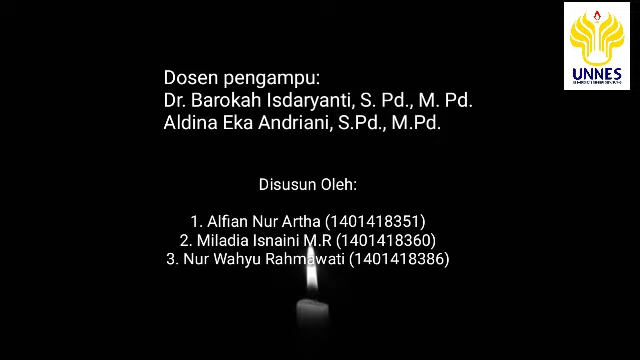 Dosen pengampu:
Dr. Barokah Isdaryanti, S. Pd., M. Pd.
Aldina Eka Andriani, S.Pd., M.Pd.
Disusun Oleh:
1. Alfian Nur Artha (1401418351)
2. Miladia Isnaini M.R (1401418360)
3. Nur Wahyu Rahmawati (1401418386)
UNNES